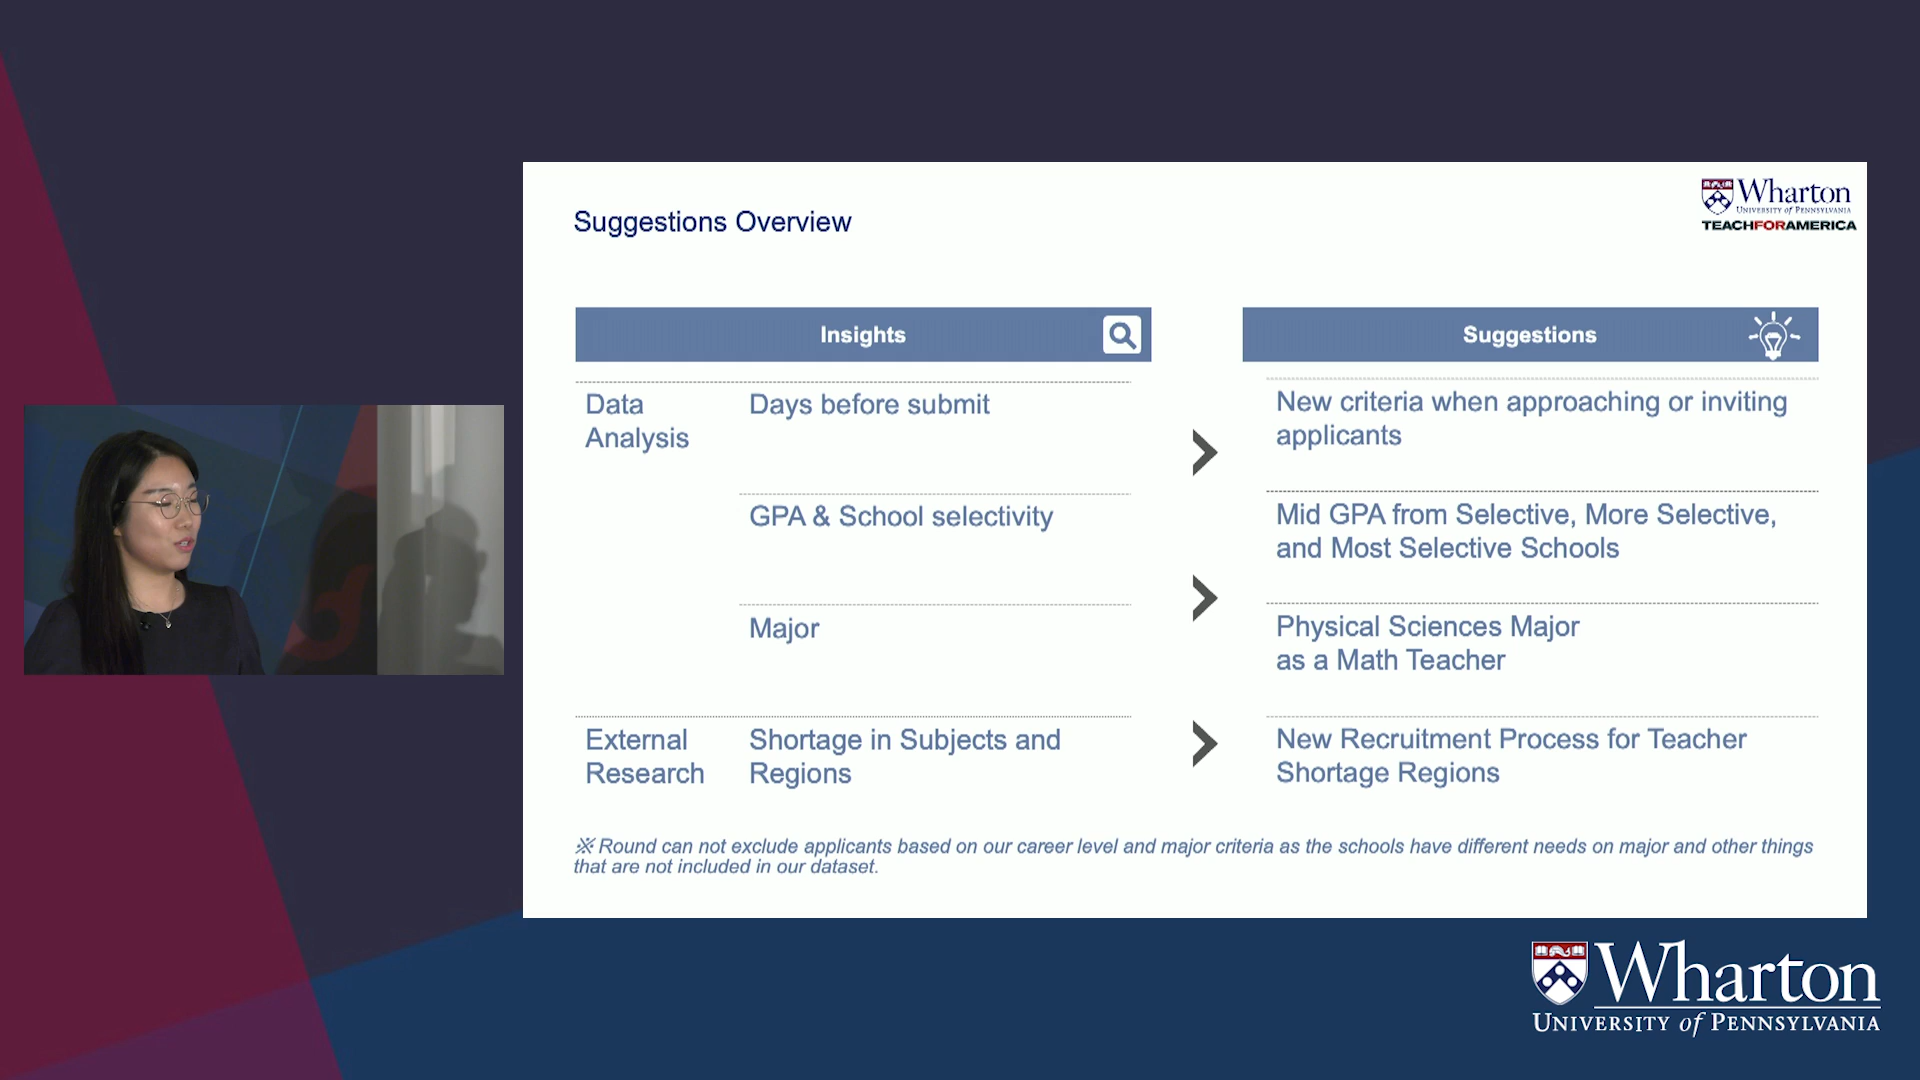 Suggestions Overview
Wharton
UNIVERSITY of PENNSYLVANIA
TEACHFORAMERICA
Insights
Suggestions
Data
Analysis
Days before submit
New criteria when approaching or inviting
applicants
GPA & School selectivity
Mid GPA from Selective, More Selective,
and Most Selective Schools
Major
Physical Sciences Major
as a Math Teacher
External
Research
Shortage in Subjects and
Regions
New Recruitment Process for Teacher
Shortage Regions
※ Round can not exclude applicants based on our career level and major criteria as the schools have different needs on major and other things
that are not included in our dataset.
Wharton
UNIVERSITY of PENNSYLVANIA